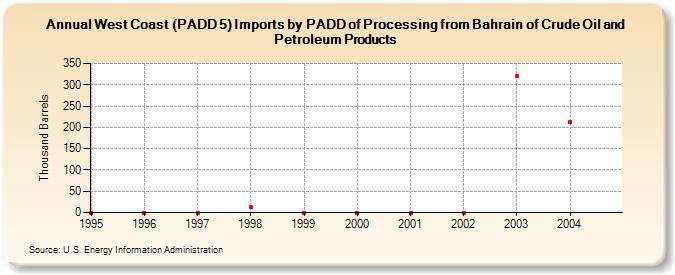 Annual West Coast (PADD 5) Imports by PADD of Processing from Bahrain of Crude Oil and
Petroleum Products
Thousand Barrels
350
300
250
200
150
100
50
0
1995 1996 1997 1998 1999 2000 2001 2002 2003 2004
Source: U.S. Energy Information Administration